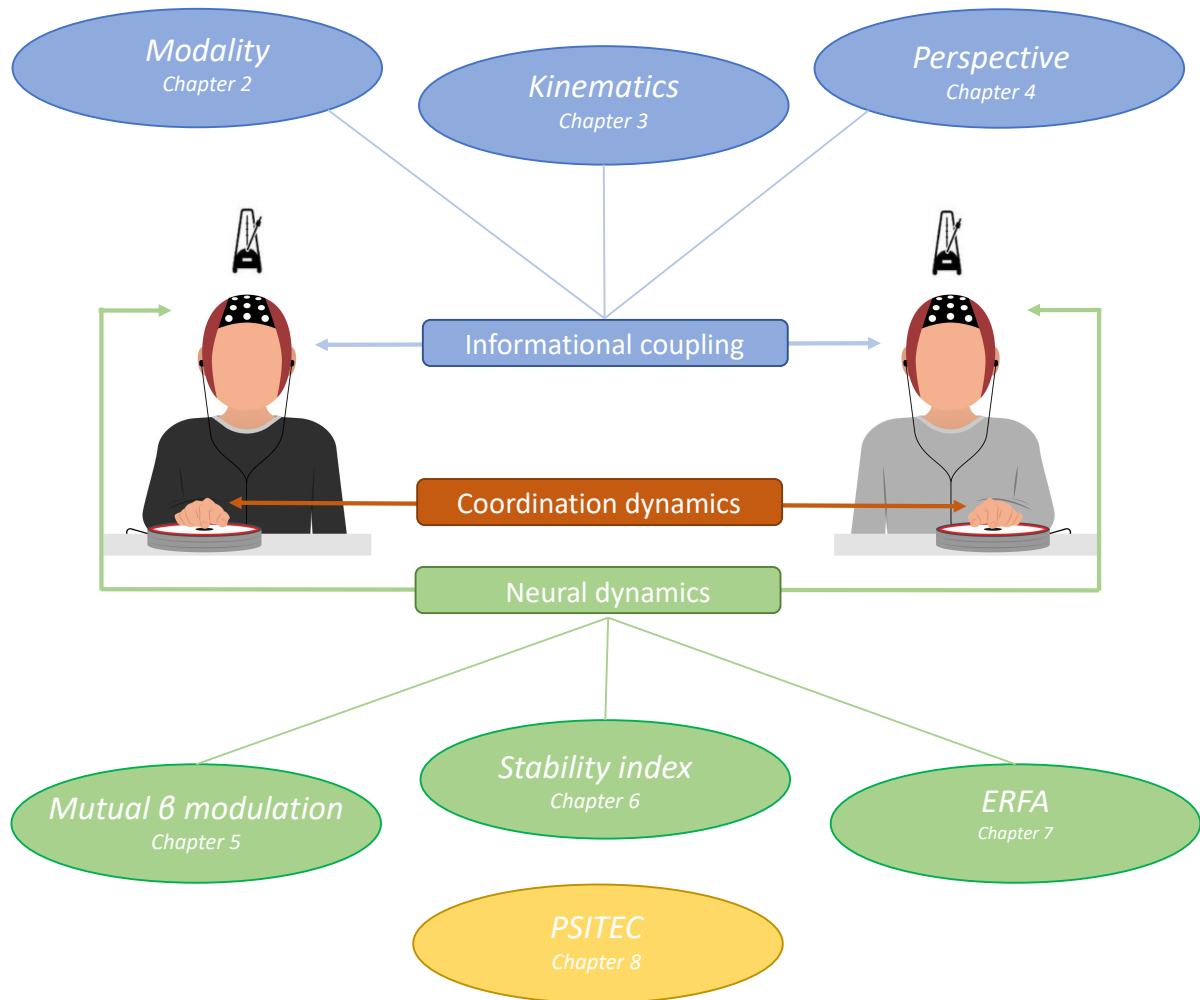 Modality
Chapter 2
Kinematics
Chapter 3
Perspective
Chapter 4
Informational coupling
Coordination dynamics
Neural dynamics
Mutual β modulation
Chapter 5
Stability index
Chapter 6
ERFA
Chapter 7
PSITEC
Chapter 8